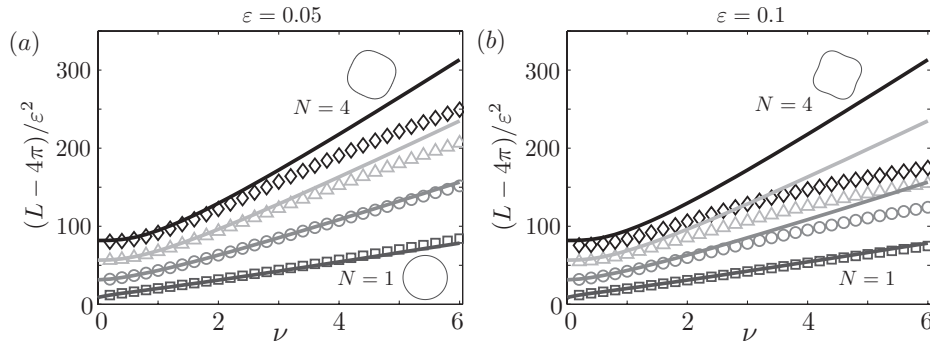 ε = 0.05
(a)
(L − 4π)/ε²
300
200
100
0
N = 4
N = 1
0 2 4 6
ν
ε = 0.1
(b)
(L − 4π)/ε²
300
200
100
0
N = 4
N = 1
0 2 4 6
ν